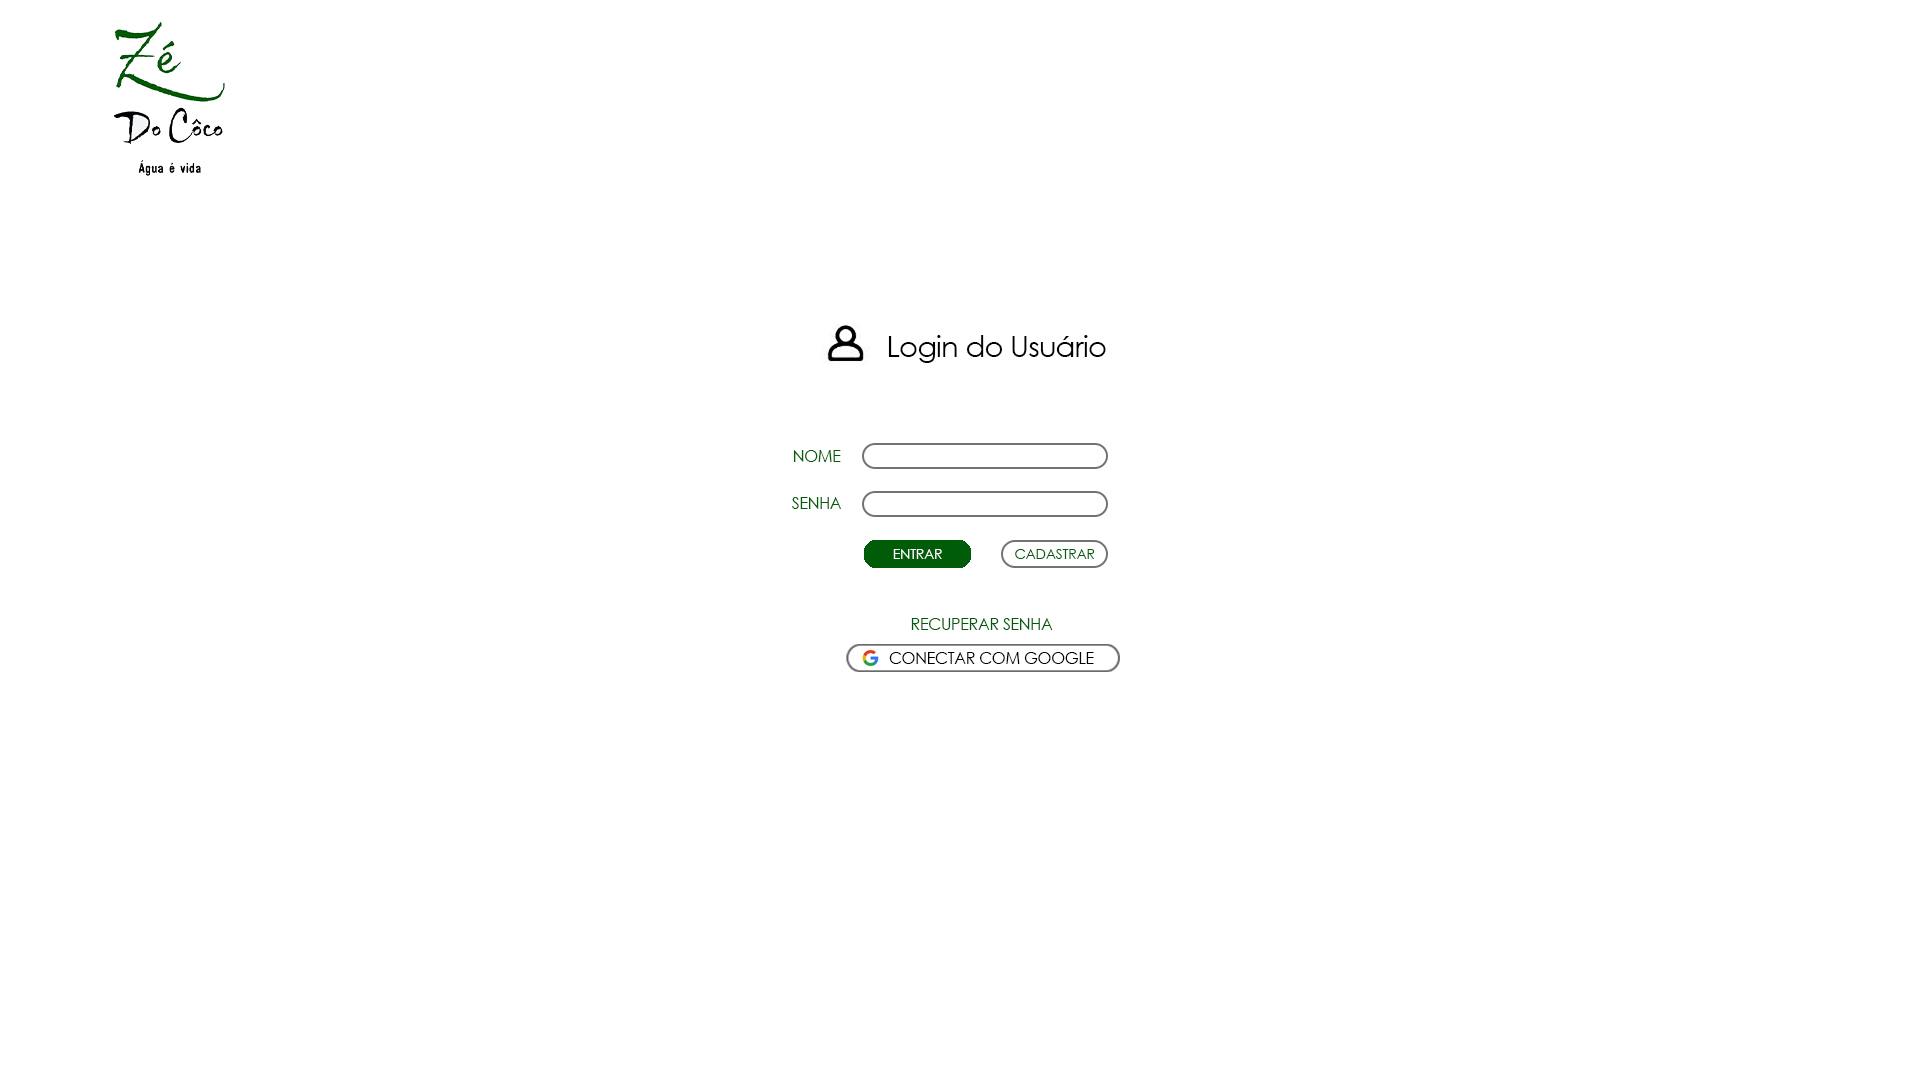 Zé
Do Côco
Água é vida
Login do Usuário
NOME
SENHA
ENTRAR
CADASTRAR
RECUPERAR SENHA
CONECTAR COM GOOGLE